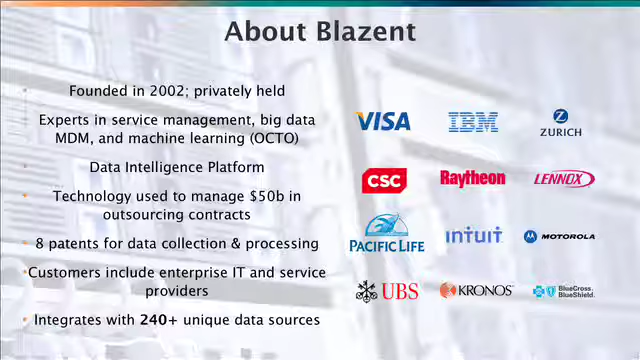 About Blazent
Founded in 2002; privately held
Experts in service management, big data
MDM, and machine learning (OCTO)
Data Intelligence Platform
Technology used to manage $50b in
outsourcing contracts
8 patents for data collection & processing
Customers include enterprise IT and service
providers
Integrates with 240+ unique data sources
VISA
IBM
ZURICH
CSC
Raytheon
LENNOX
PACIFIC LIFE
intuit
MOTOROLA
UBS
KRONOS
BlueCross.
BlueShield.